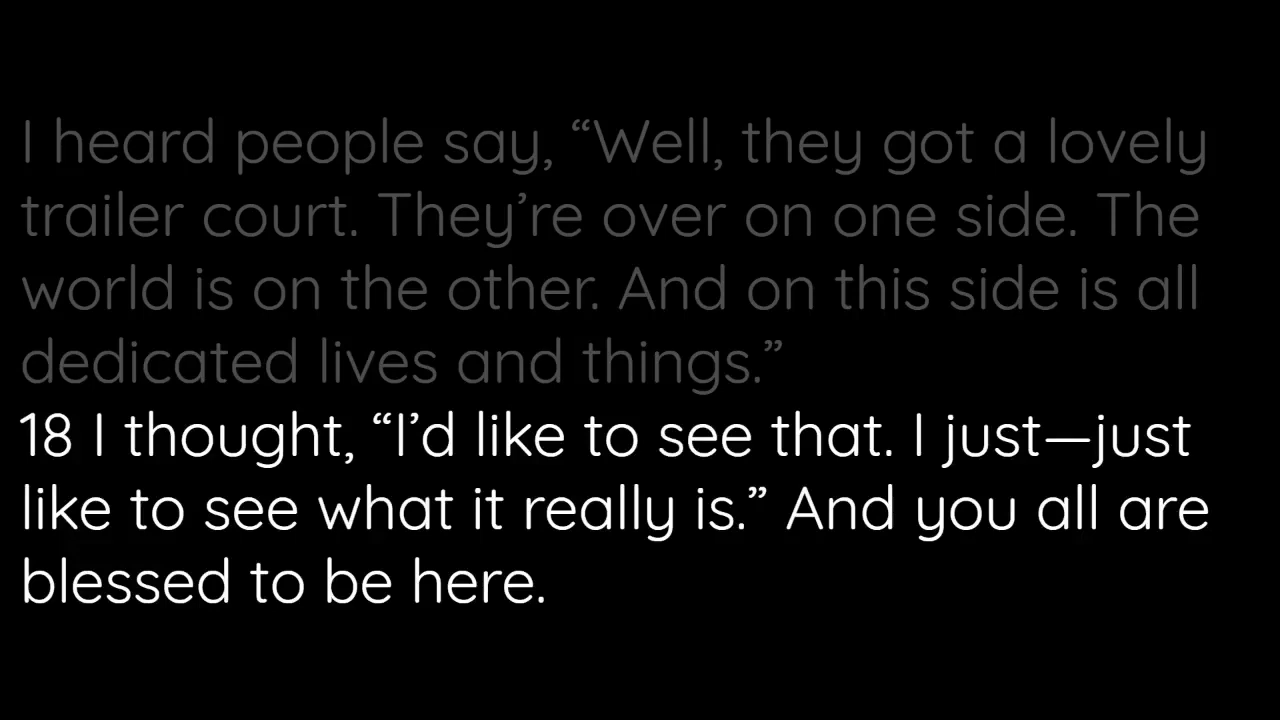 I heard people say, “Well, they got a lovely
trailer court. They’re over on one side. The
world is on the other. And on this side is all
dedicated lives and things.”
18 I thought, “I’d like to see that. I just—just
like to see what it really is.” And you all are
blessed to be here.